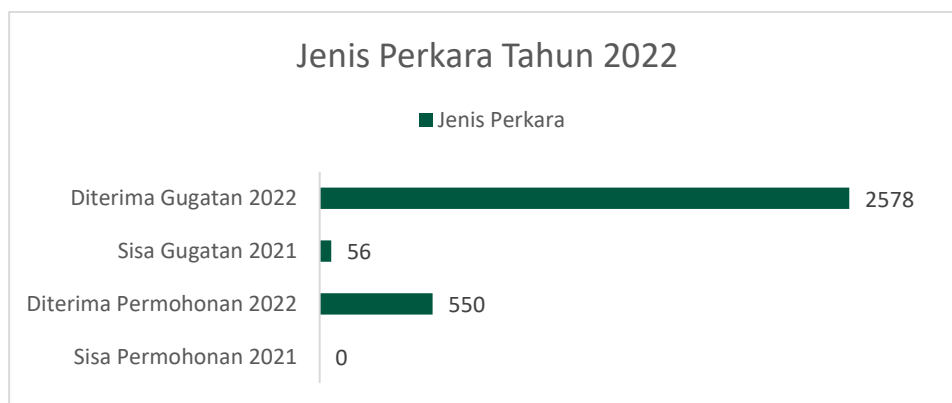 Jenis Perkara Tahun 2022
Jenis Perkara
Diterima Gugatan 2022 2578
Sisa Gugatan 2021 56
Diterima Permohonan 2022 550
Sisa Permohonan 2021 0